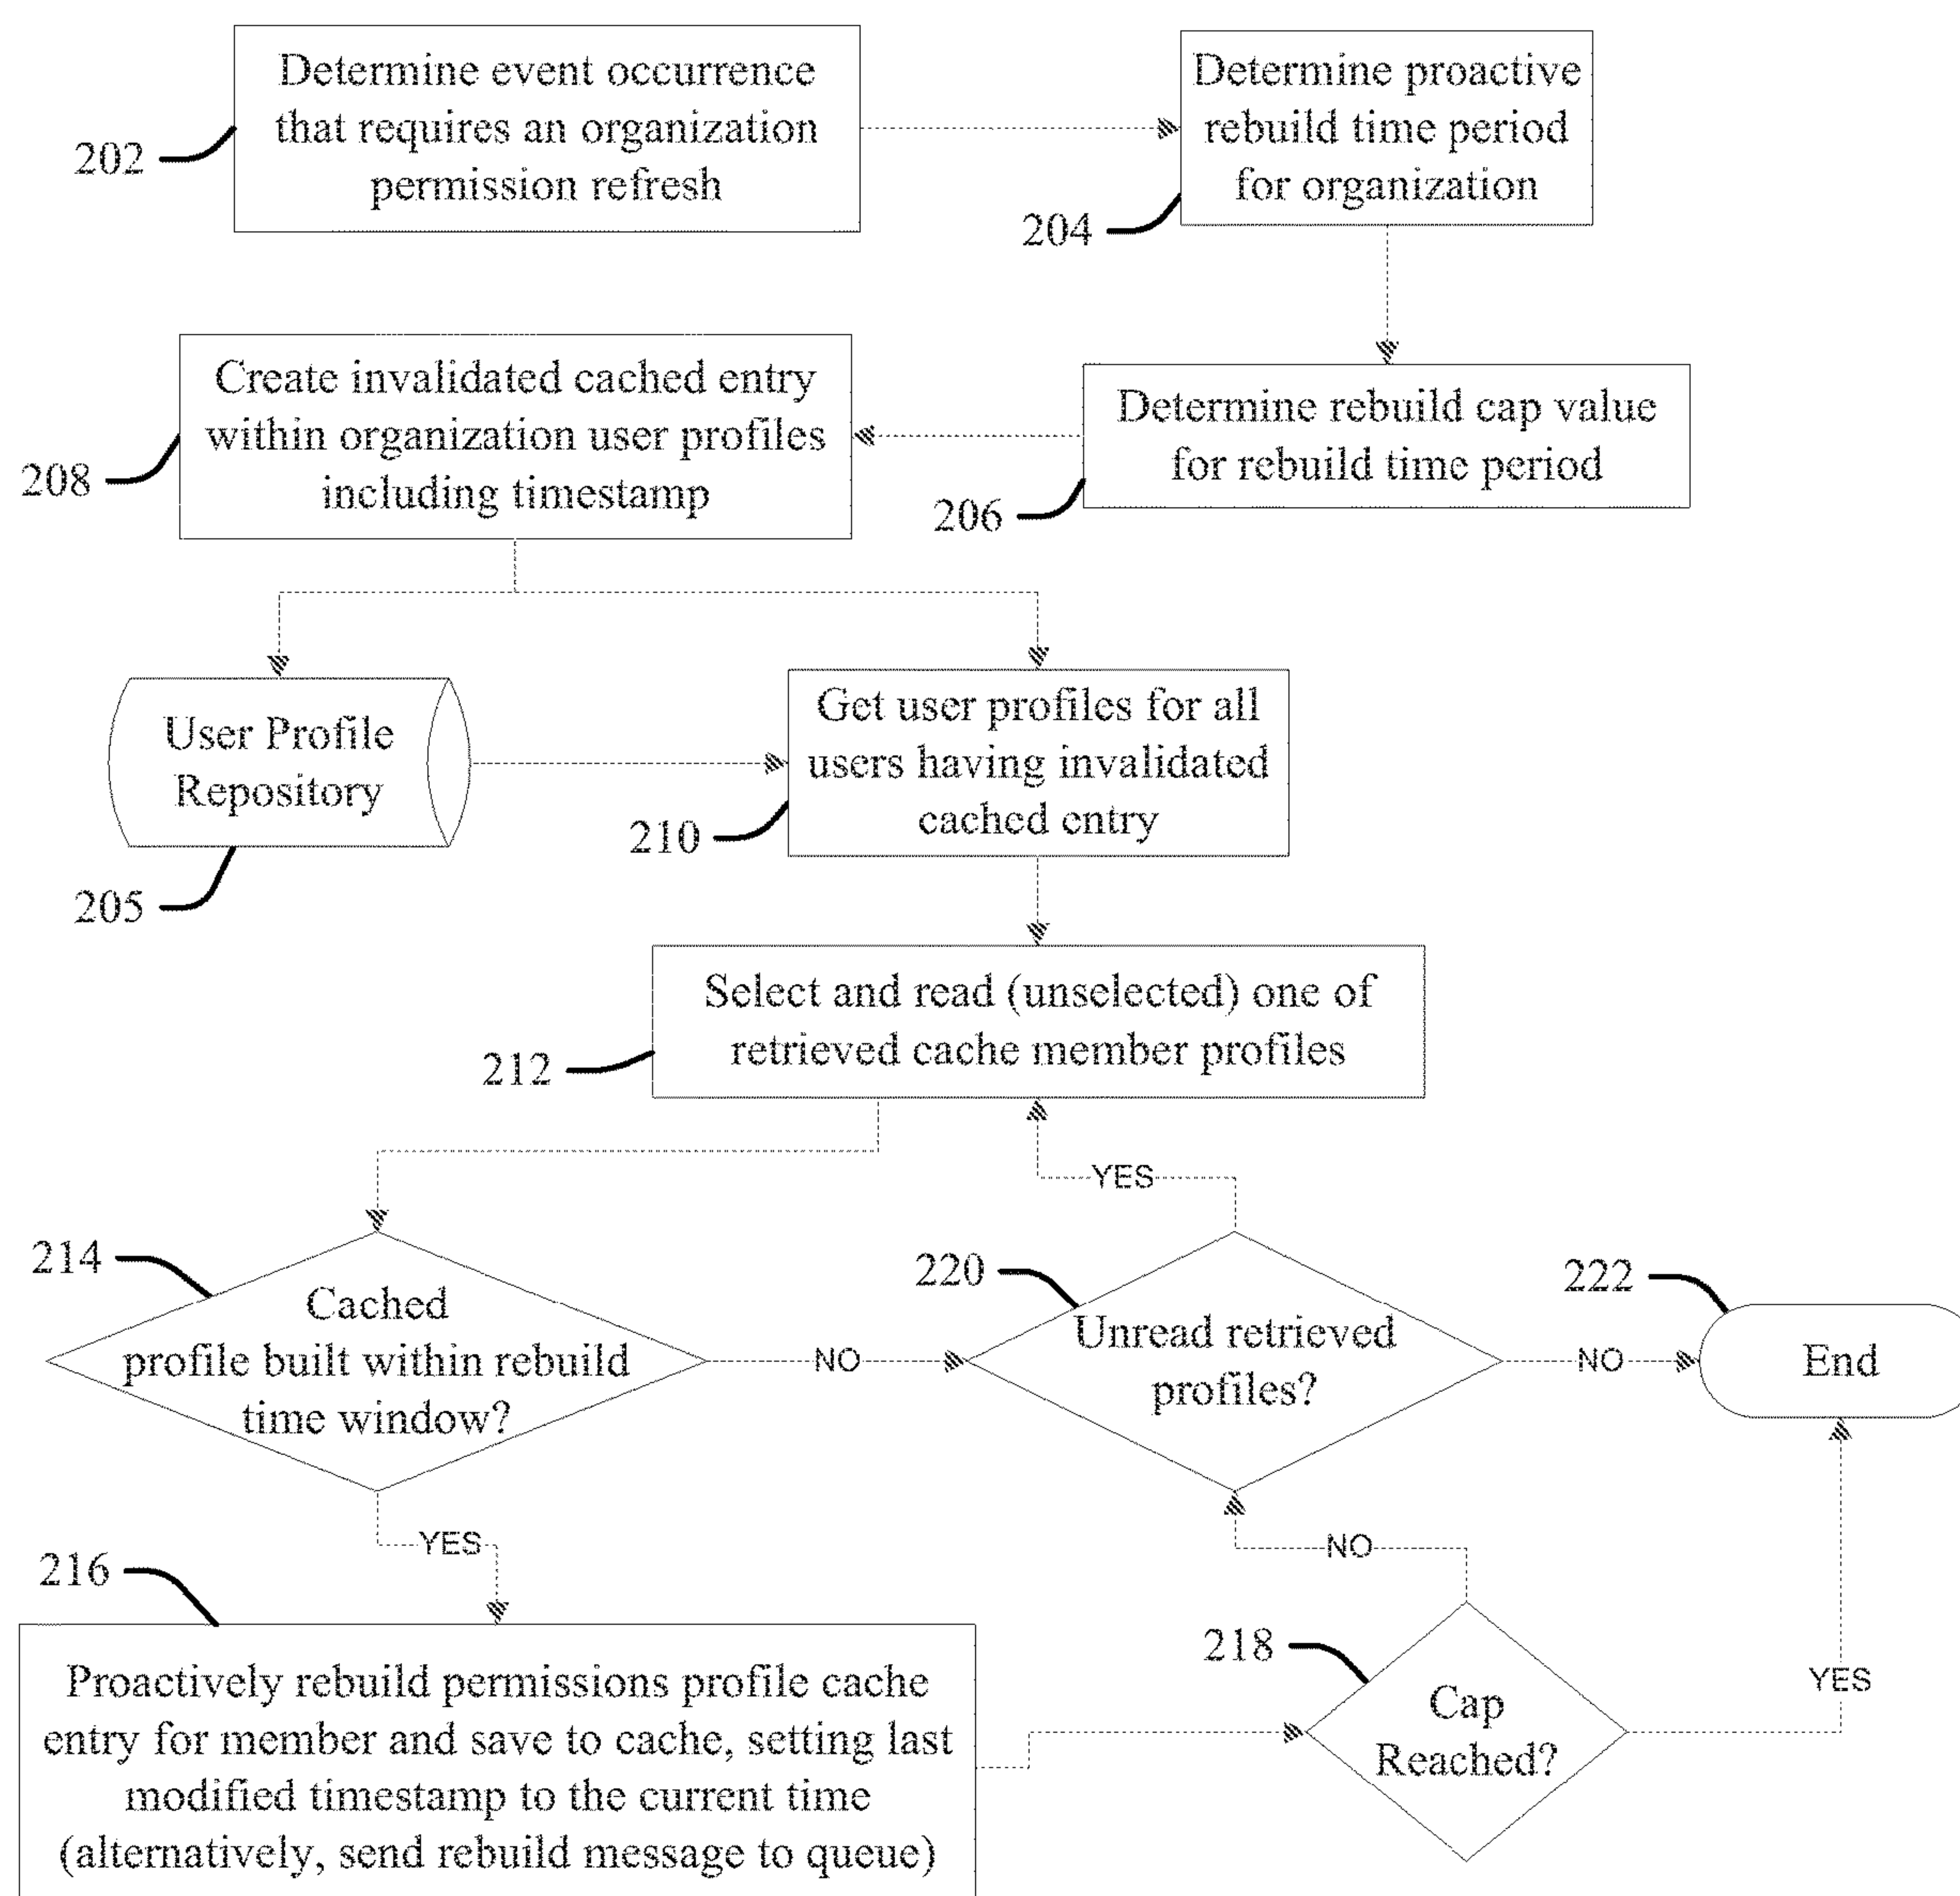 Determine event occurrence
that requires an organization
permission refresh
202
Determine proactive
rebuild time period
for organization
204
Create invalidated cached entry
within organization user profiles
including timestamp
208
Determine rebuild cap value
for rebuild time period
206
User Profile
Repository
205
Get user profiles for all
users having invalidated
cached entry
210
Select and read (unselected) one of
retrieved cache member profiles
212
YES
214
Cached
profile built within rebuild
time window?
NO
220
Unread retrieved
profiles?
NO
222
End
YES
216
Proactively rebuild permissions profile cache
entry for member and save to cache, setting last
modified timestamp to the current time
(alternatively, send rebuild message to queue)
NO
218
Cap
Reached?
YES